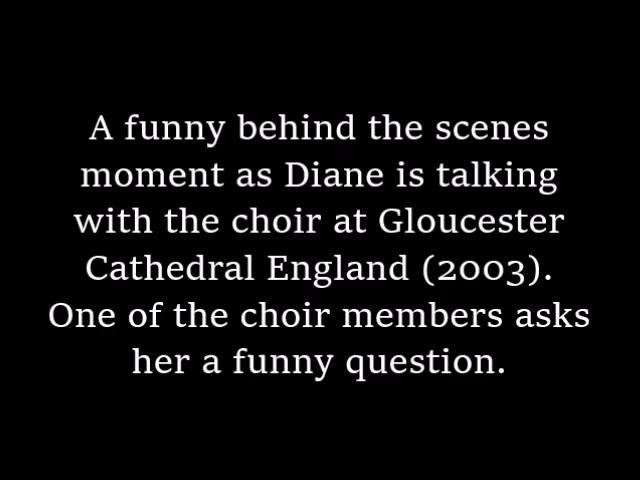 A funny behind the scenes
moment as Diane is talking
with the choir at Gloucester
Cathedral England (2003).
One of the choir members asks
her a funny question.